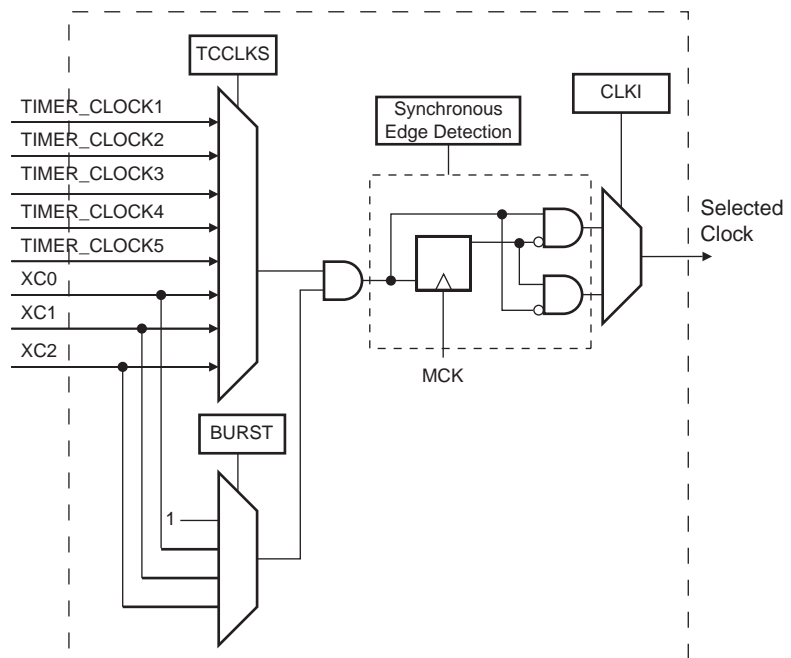 TCCLKS
TIMER_CLOCK1
TIMER_CLOCK2
TIMER_CLOCK3
TIMER_CLOCK4
TIMER_CLOCK5
XC0
XC1
XC2
Synchronous
Edge Detection
CLKI
Selected
Clock
MCK
BURST
1